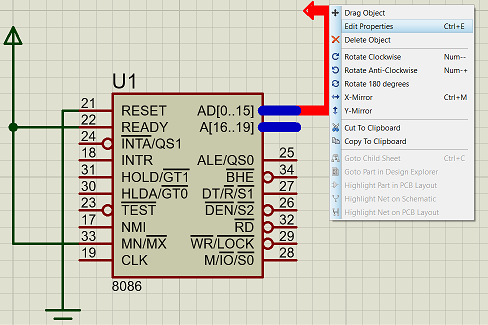 Drag Object
Edit Properties Ctrl+E
Delete Object
Rotate Clockwise Num--
Rotate Anti-Clockwise Num-+
Rotate 180 degrees
X-Mirror Ctrl+M
Y-Mirror
Cut To Clipboard
Copy To Clipboard
Goto Child Sheet Ctrl+C
Goto Part in Design Explorer
Highlight Part in PCB Layout
Highlight Net on Schematic
Highlight Net on PCB Layout
U1
21 RESET AD[0..15]
22 READY A[16..19]
24 INTA/QS1
18 INTR ALE/QS0 25
31 HOLD/GT1 BHE 34
30 HLDA/GT0 DT/R/S1 27
23 TEST DEN/S2 26
17 NMI RD 32
33 MN/MX WR/LOCK 29
19 CLK M/IO/S0 28
8086